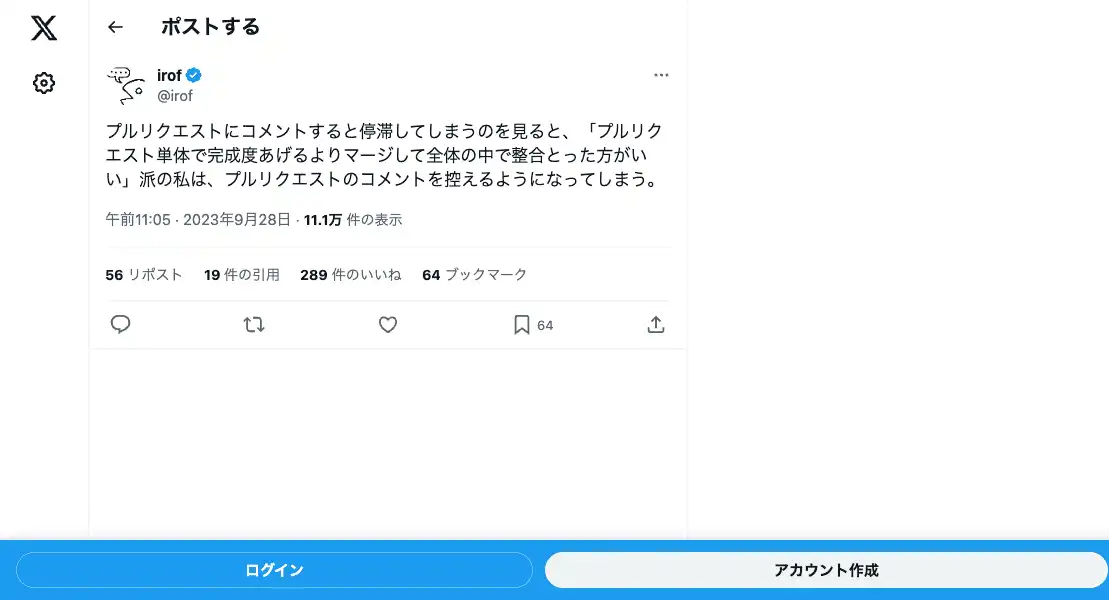 ポストする
irof
@irof
プルリクエストにコメントすると停滞してしまうのを見ると、「プルリク
エスト単体で完成度あげるよりマージして全体の中で整合とった方がい
い」派の私は、プルリクエストのコメントを控えるようになってしまう。
午前11:05 · 2023年9月28日 · 11.1万 件の表示
56 リポスト 19 件の引用 289 件のいいね 64 ブックマーク
64
ログイン アカウント作成